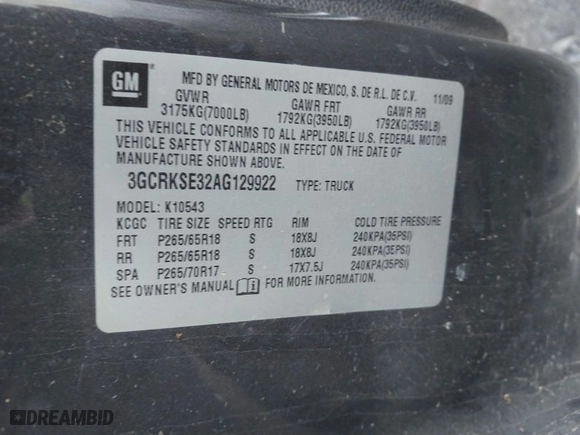 GM
MFD BY GENERAL MOTORS DE MEXICO, S. DE R.L. DE C.V. 11/09
GVWR GAWR FRT GAWR RR
3175KG(7000LB) 1792KG(3950LB) 1792KG(3950LB)
THIS VEHICLE CONFORMS TO ALL APPLICABLE U.S. FEDERAL MOTOR
VEHICLE SAFETY STANDARDS IN EFFECT ON THE DATE OF
MANUFACTURE SHOWN ABOVE.
3GCRKSE32AG129922 TYPE: TRUCK
MODEL: K10543
KCGC TIRE SIZE SPEED RTG RIM COLD TIRE PRESSURE
FRT P265/65R18 S 18X8J 240KPA(35PSI)
RR P265/65R18 S 18X8J 240KPA(35PSI)
SPA P265/70R17 S 17X7.5J 240KPA(35PSI)
SEE OWNER'S MANUAL FOR MORE INFORMATION.
DREAMBID